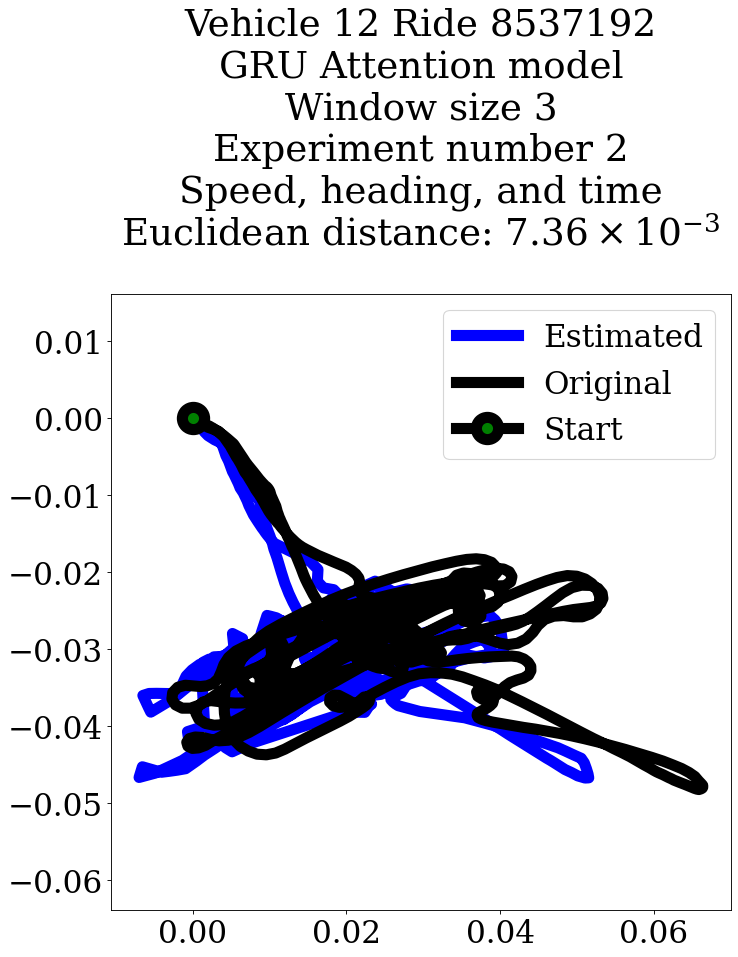 Vehicle 12 Ride 8537192
GRU Attention model
Window size 3
Experiment number 2
Speed, heading, and time
Euclidean distance: 7.36 × 10⁻³
Estimated
Original
Start
0.01
0.00
−0.01
−0.02
−0.03
−0.04
−0.05
−0.06
0.00 0.02 0.04 0.06